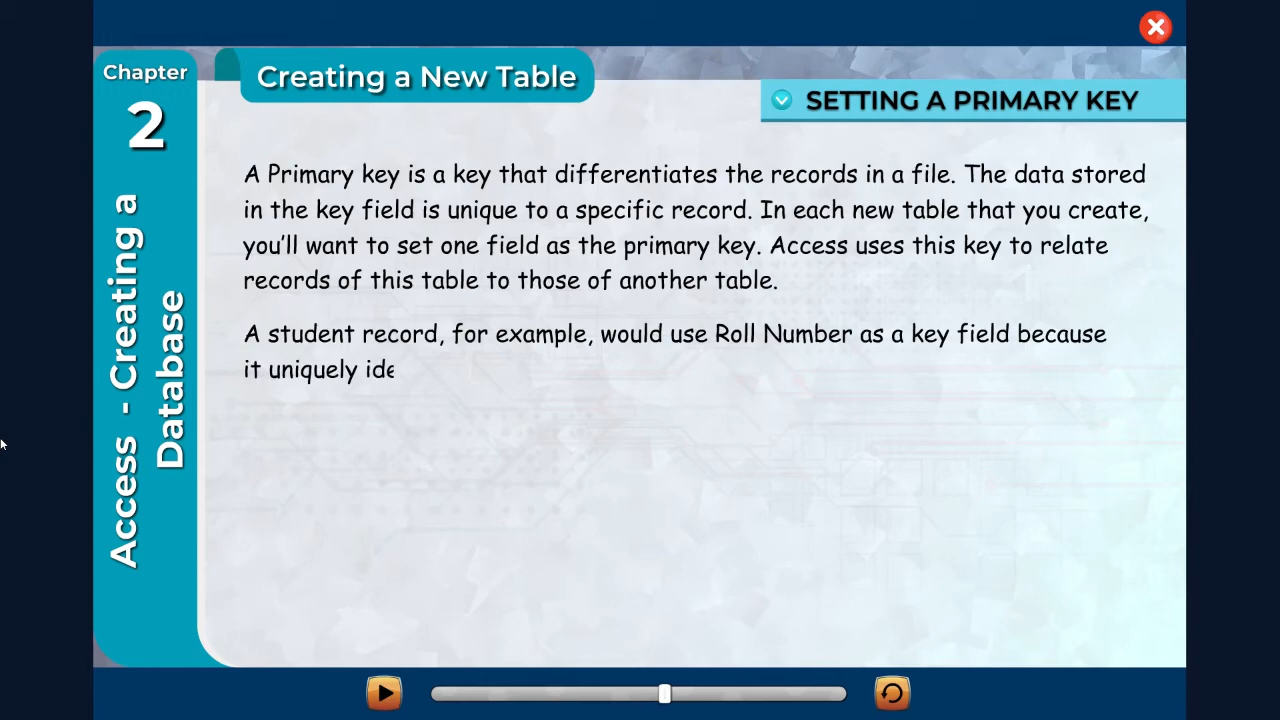 Chapter
2
Access - Creating a
Database
Creating a New Table
SETTING A PRIMARY KEY
A Primary key is a key that differentiates the records in a file. The data stored
in the key field is unique to a specific record. In each new table that you create,
you'll want to set one field as the primary key. Access uses this key to relate
records of this table to those of another table.
A student record, for example, would use Roll Number as a key field because
it uniquely ide